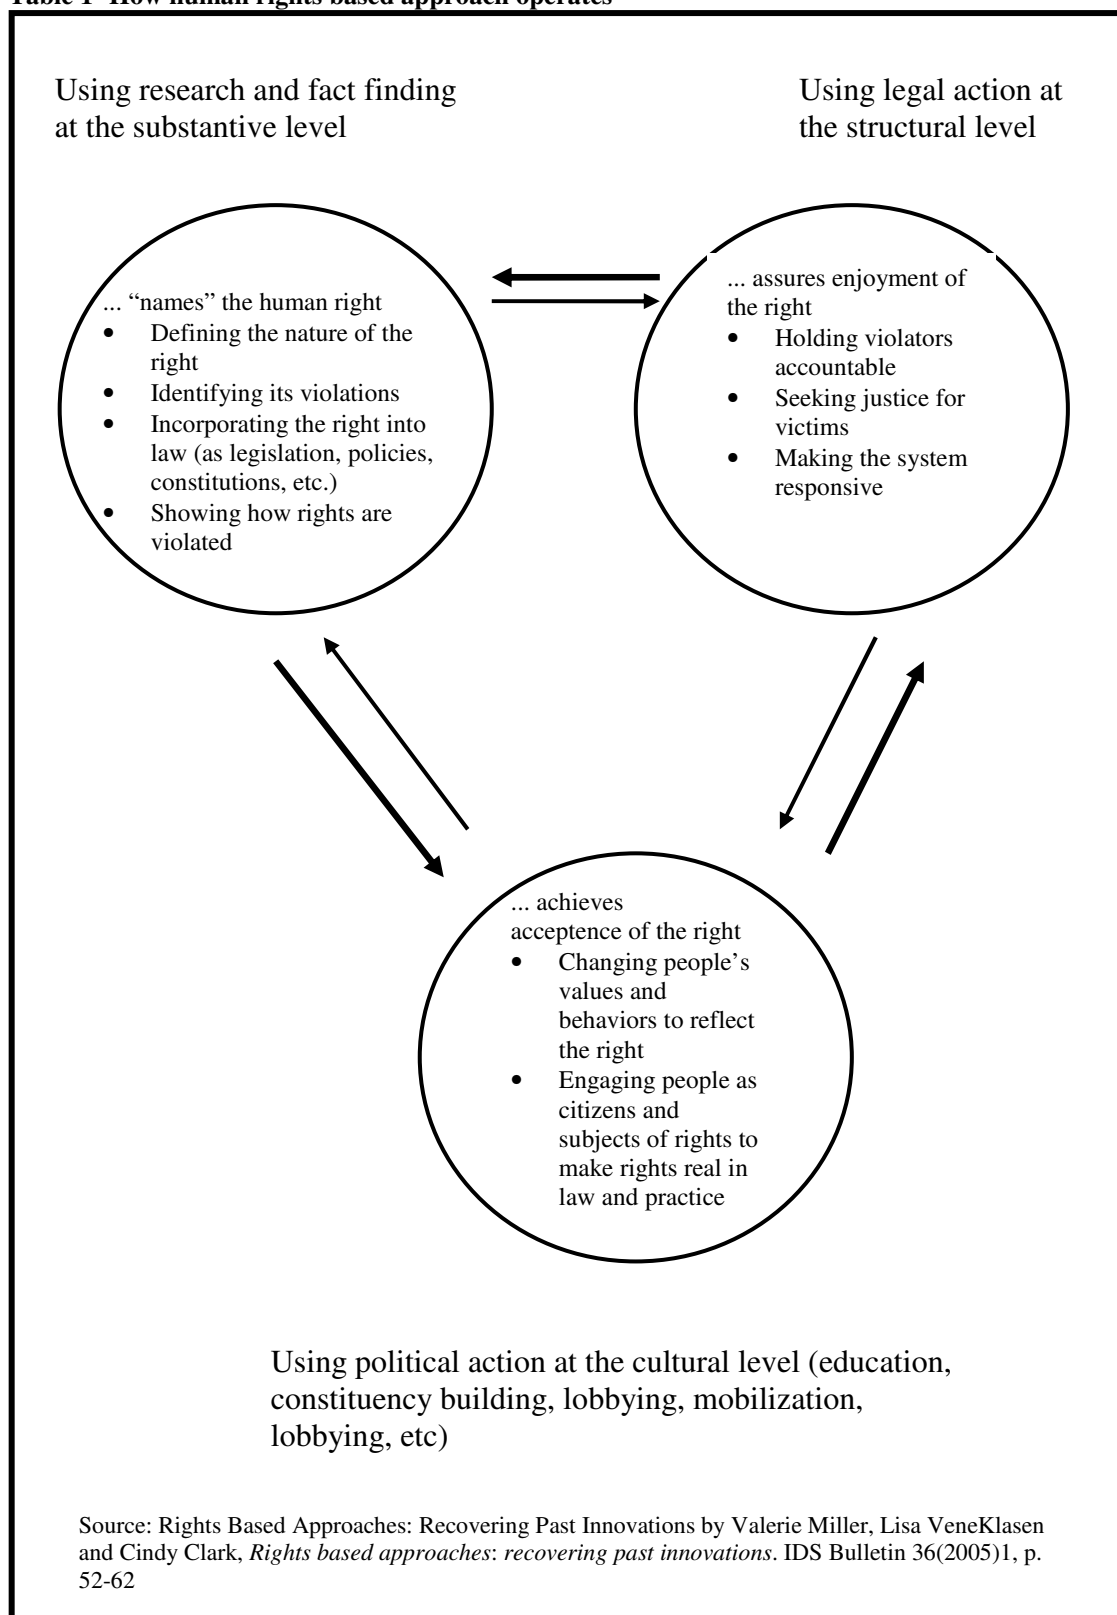 Table 1 How human rights based approach operates
Using research and fact finding
at the substantive level
Using legal action at
the structural level
... “names” the human right
• Defining the nature of the
right
• Identifying its violations
• Incorporating the right into
law (as legislation, policies,
constitutions, etc.)
• Showing how rights are
violated
... assures enjoyment of
the right
• Holding violators
accountable
• Seeking justice for
victims
• Making the system
responsive
... achieves
acceptence of the right
• Changing people’s
values and
behaviors to reflect
the right
• Engaging people as
citizens and
subjects of rights to
make rights real in
law and practice
Using political action at the cultural level (education,
constituency building, lobbying, mobilization,
lobbying, etc)
Source: Rights Based Approaches: Recovering Past Innovations by Valerie Miller, Lisa VeneKlasen
and Cindy Clark, Rights based approaches: recovering past innovations. IDS Bulletin 36(2005)1, p.
52-62